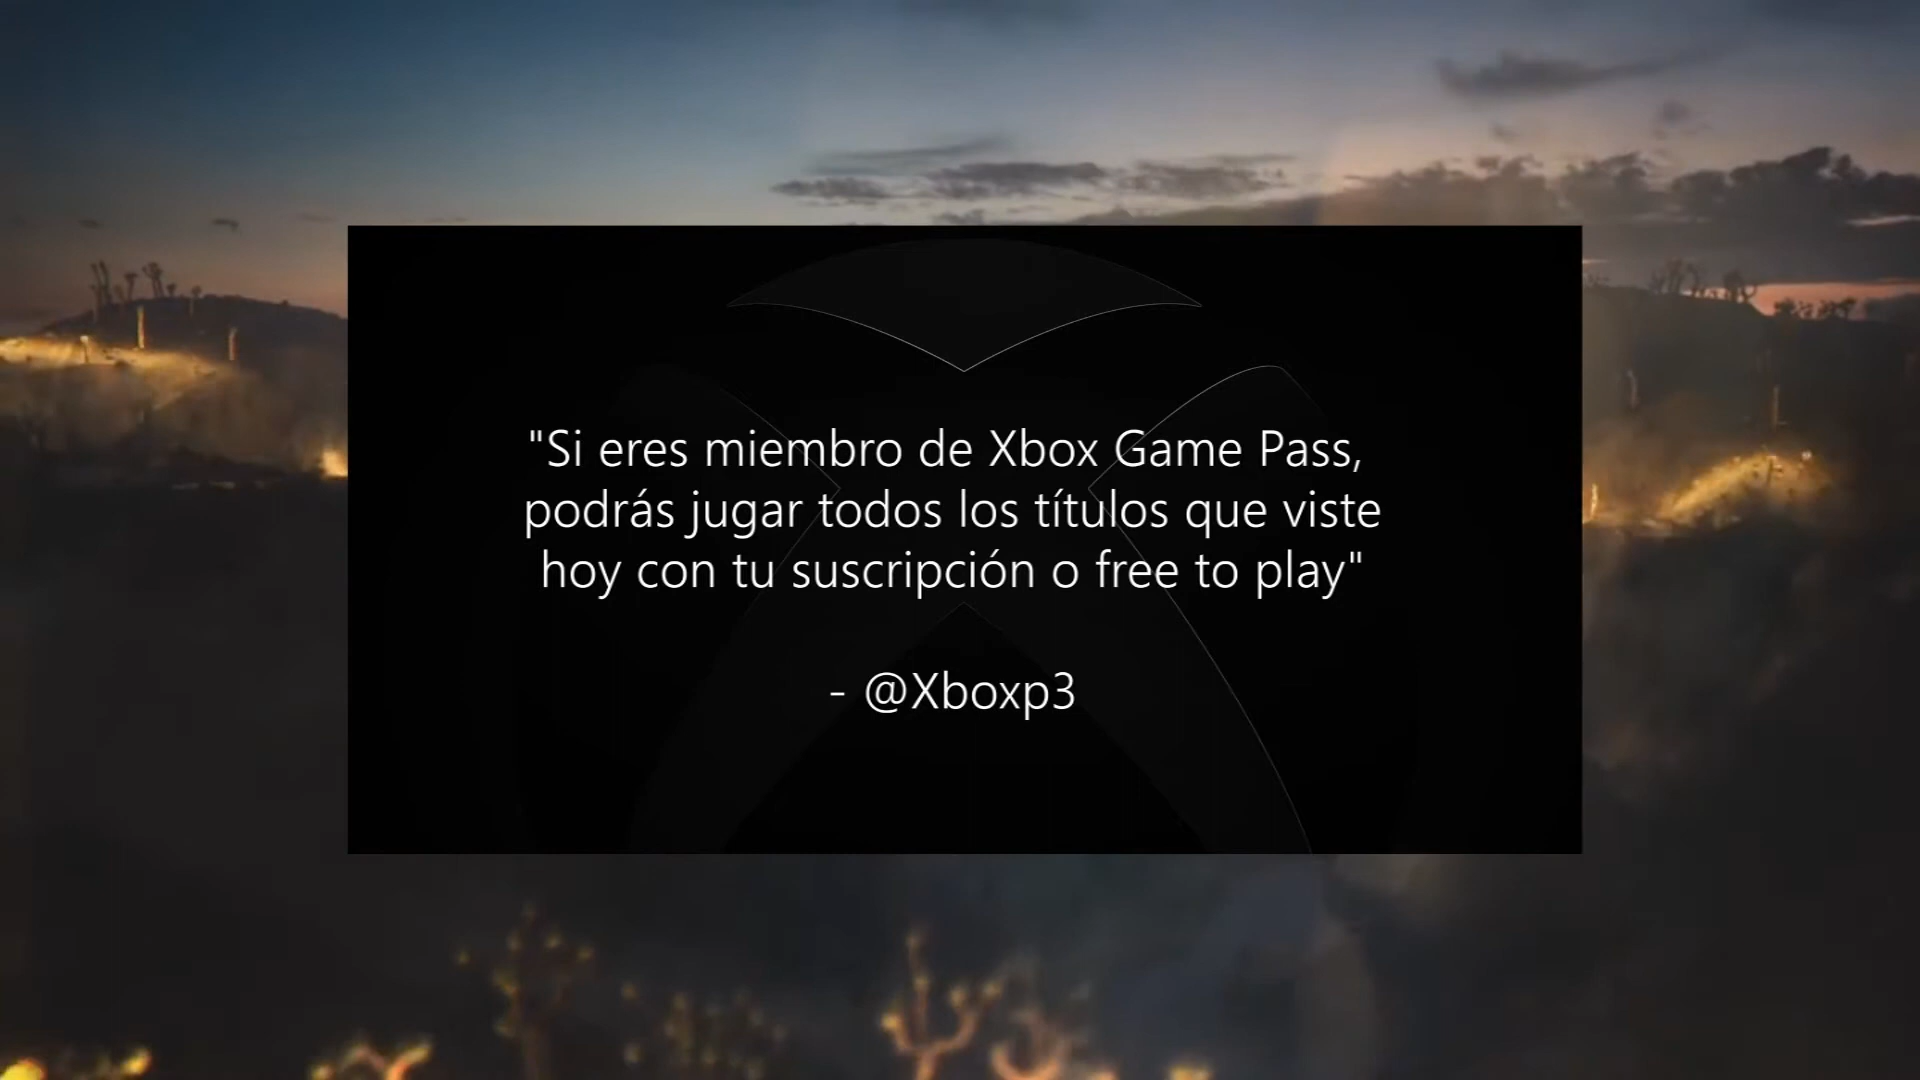 "Si eres miembro de Xbox Game Pass,
podrás jugar todos los títulos que viste
hoy con tu suscripción o free to play"
- @Xboxp3